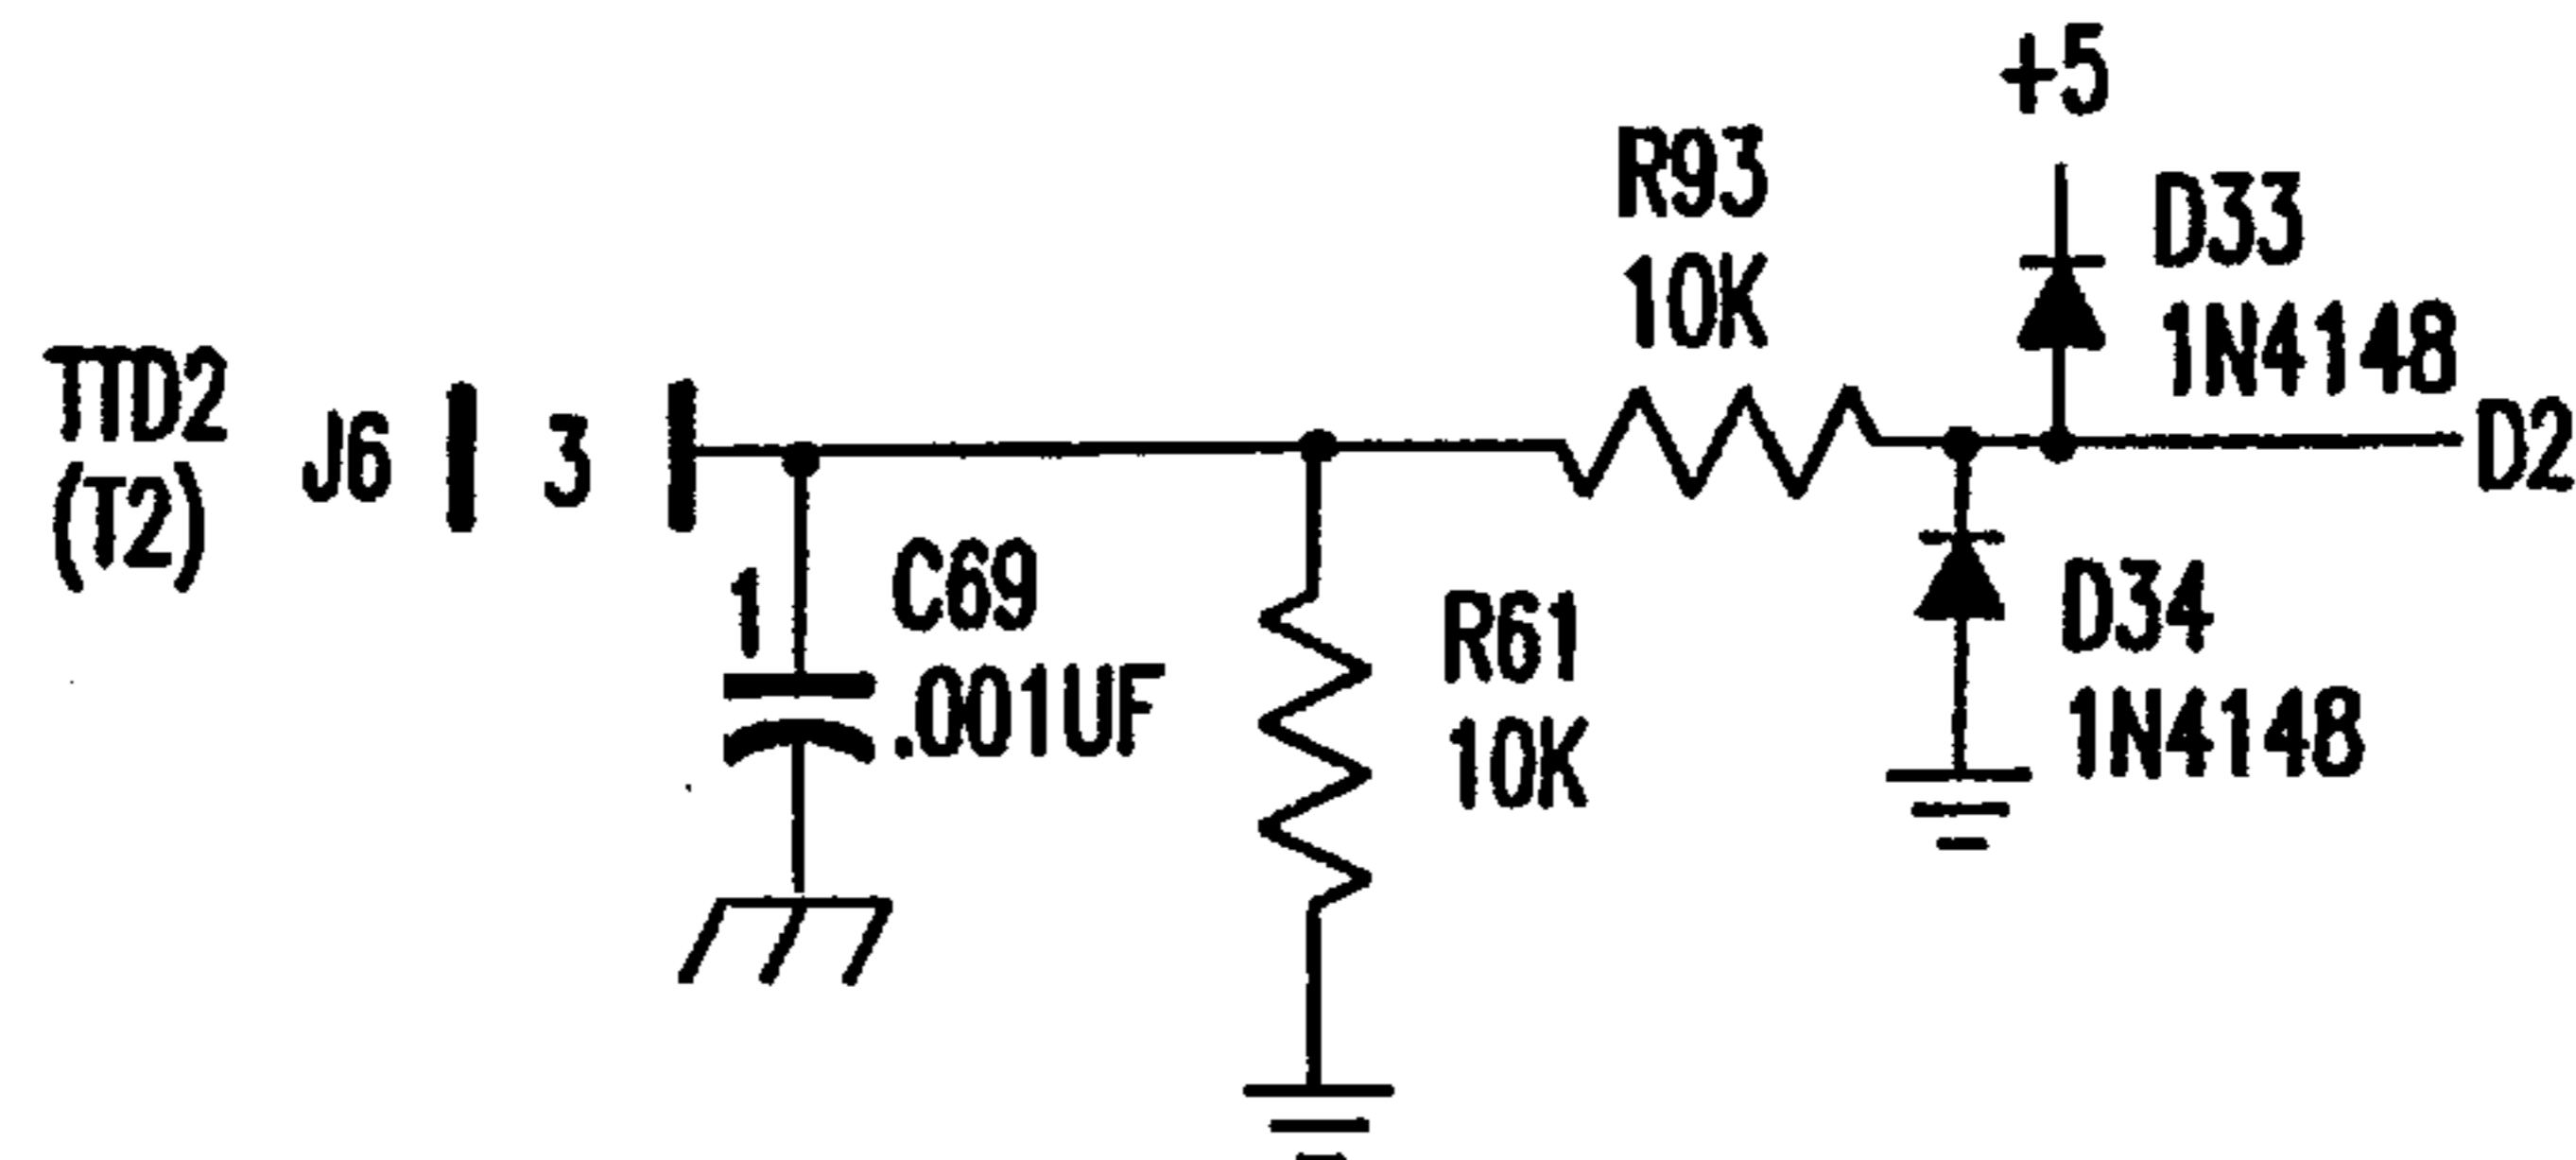 +5
R93
10K
D33
1N4148
TTD2
(T2)
J6
3
D2
1
C69
.001UF
R61
10K
D34
1N4148